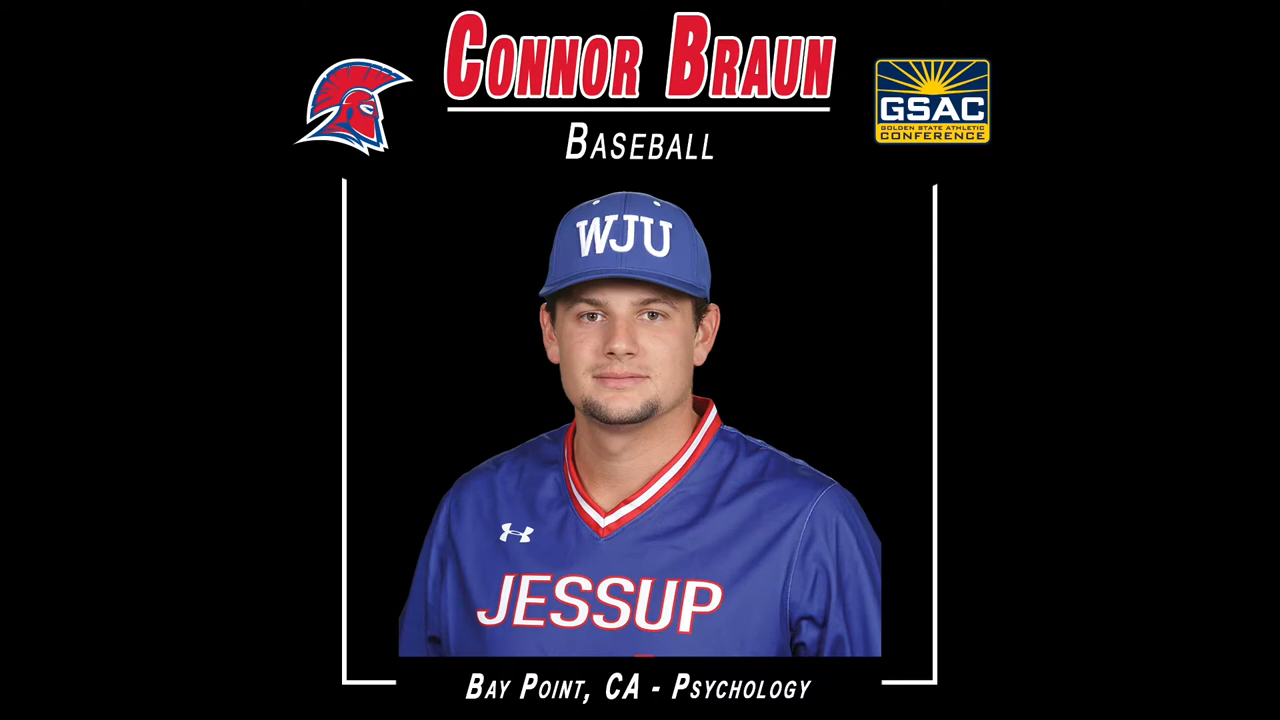 CONNOR BRAUN
BASEBALL
GSAC
GOLDEN STATE ATHLETIC
CONFERENCE
WJU
JESSUP
BAY POINT, CA - PSYCHOLOGY